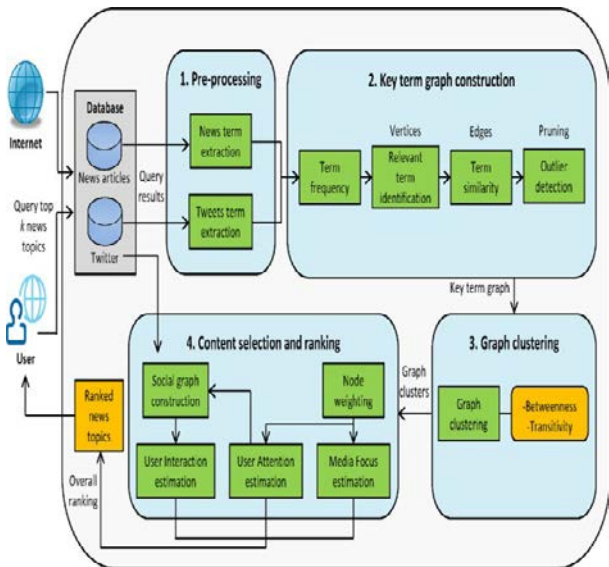 1. Pre-processing
2. Key term graph construction
Internet
Database
News articles
Twitter
Query top
k news
topics
Query
results
News term
extraction
Tweets term
extraction
Vertices
Edges
Pruning
Term
frequency
Relevant
term
identification
Term
similarity
Outlier
detection
Key term graph
User
Ranked
news
topics
Overall
ranking
4. Content selection and ranking
Social graph
construction
Node
weighting
User Interaction
estimation
User Attention
estimation
Media Focus
estimation
Graph
clusters
3. Graph clustering
Graph
clustering
-Betweenness
-Transitivity